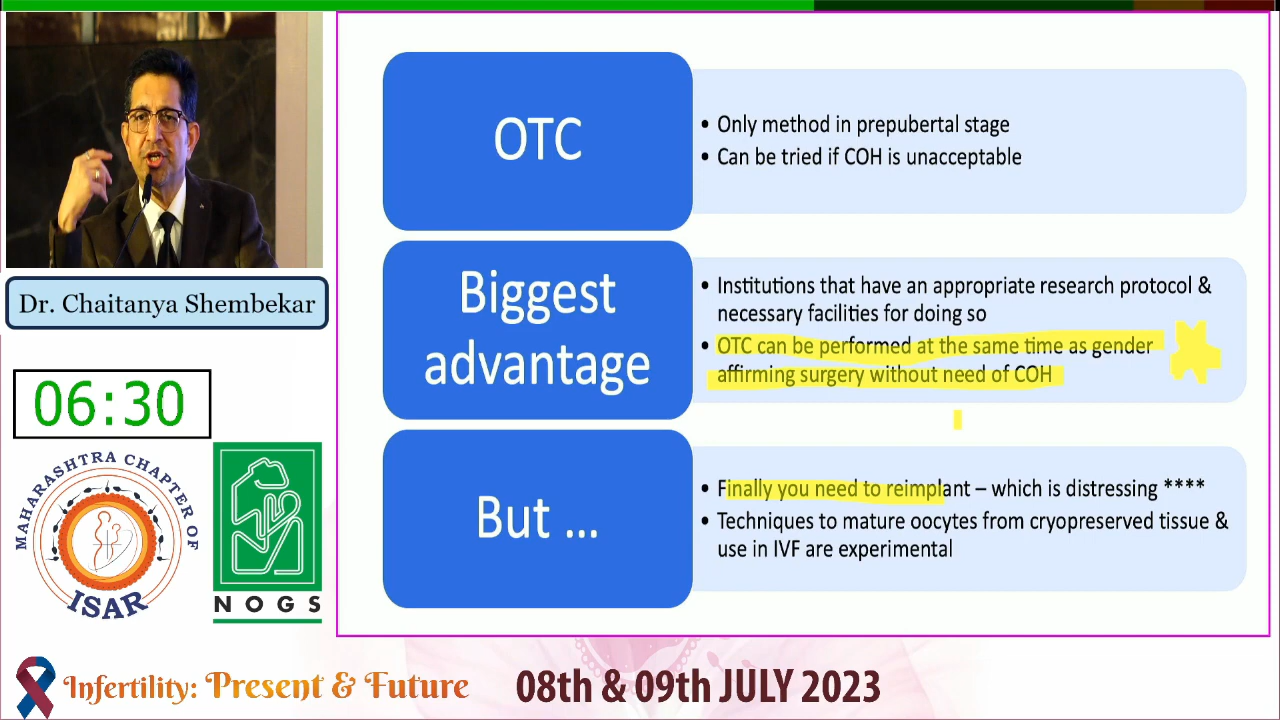 Dr. Chaitanya Shembekar
06:30
MAHARASHTRA CHAPTER OF
ISAR
NOGS
OTC
• Only method in prepubertal stage
• Can be tried if COH is unacceptable
Biggest
advantage
• Institutions that have an appropriate research protocol &
necessary facilities for doing so
• OTC can be performed at the same time as gender
affirming surgery without need of COH
But ...
• Finally you need to reimplant – which is distressing ****
• Techniques to mature oocytes from cryopreserved tissue &
use in IVF are experimental
Infertility: Present & Future
08th & 09th JULY 2023